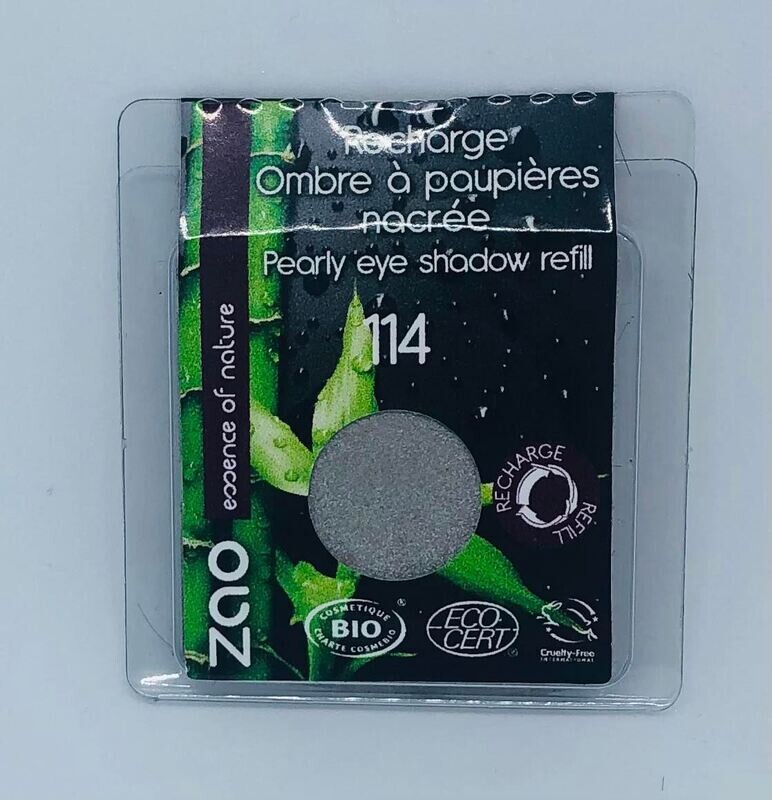 Recharge
Ombre à paupières
nacrée
Pearly eye shadow refill
114
essence of nature
zao
RECHARGE
REFILL
COSMETIQUE
BIO
CHARTE COSMEBIO
®
ECO
CERT
Cruelty-Free
INTERNATIONAL